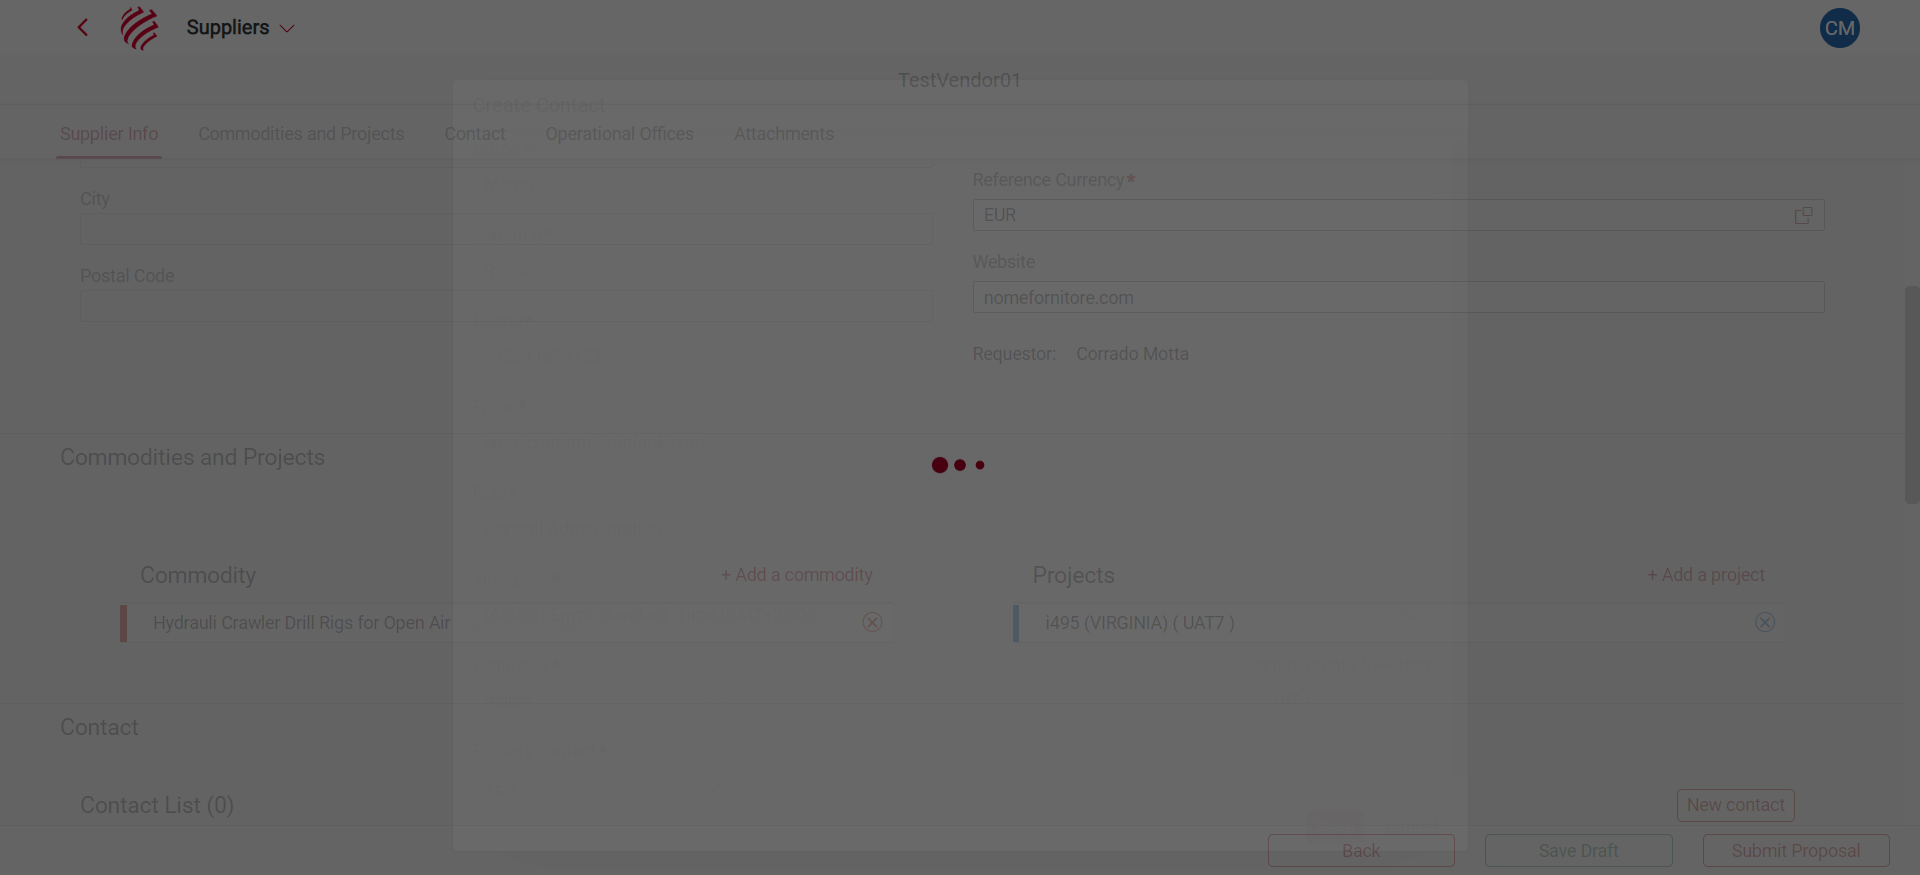 Suppliers
CM
TestVendor01
Create Contact
Supplier Info
Commodities and Projects
Contact
Operational Offices
Attachments
City
Reference Currency*
EUR
Postal Code
Website
nomefornitore.com
Requestor: Corrado Motta
Commodities and Projects
Commodity
+ Add a commodity
Projects
+ Add a project
Hydrauli Crawler Drill Rigs for Open Air
i495 (VIRGINIA) ( UAT7 )
Contact
Contact List (0)
New contact
Back
Save Draft
Submit Proposal